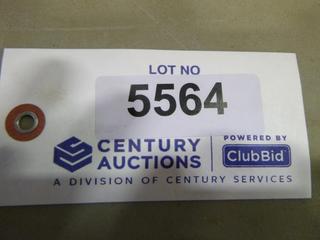 LOT NO
5564
CENTURY AUCTIONS
POWERED BY
ClubBid
A DIVISION OF CENTURY SERVICES